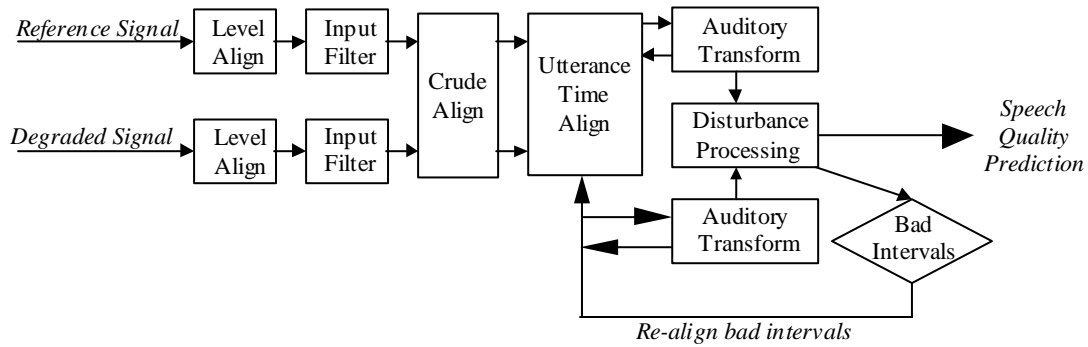 Reference Signal
Level
Align
Input
Filter
Crude
Align
Utterance
Time
Align
Auditory
Transform
Degraded Signal
Level
Align
Input
Filter
Disturbance
Processing
Speech
Quality
Prediction
Auditory
Transform
Bad
Intervals
Re-align bad intervals